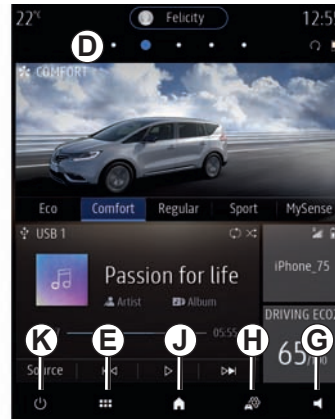 22°C Felicity 12:5
D
COMFORT
Eco Comfort Regular Sport MySense
USB 1
iPhone_75
Passion for life
Artist Album
DRIVING ECO2
05:55
65/100
Source
K E J H G